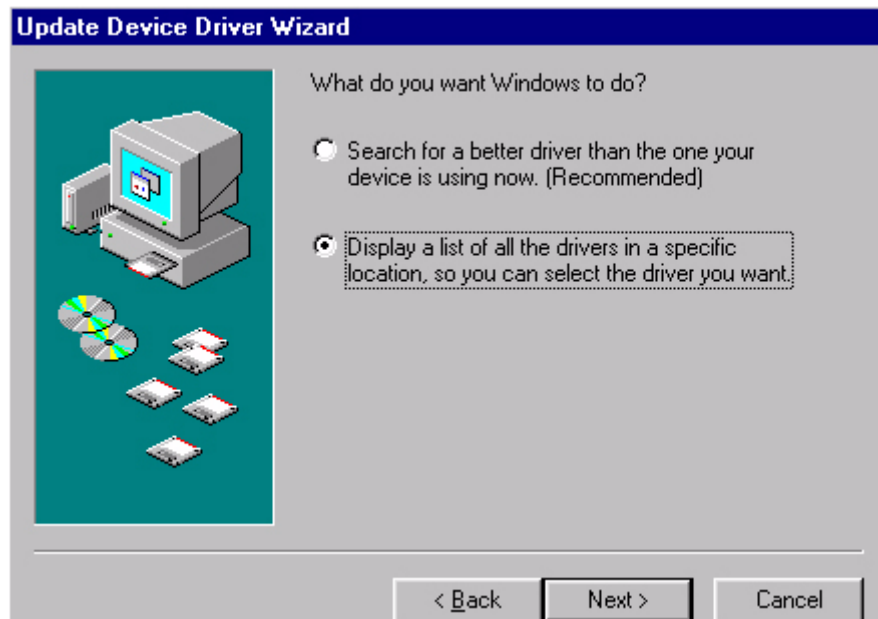 Update Device Driver Wizard
What do you want Windows to do?
Search for a better driver than the one your
device is using now. (Recommended)
Display a list of all the drivers in a specific
location, so you can select the driver you want.
< Back
Next >
Cancel